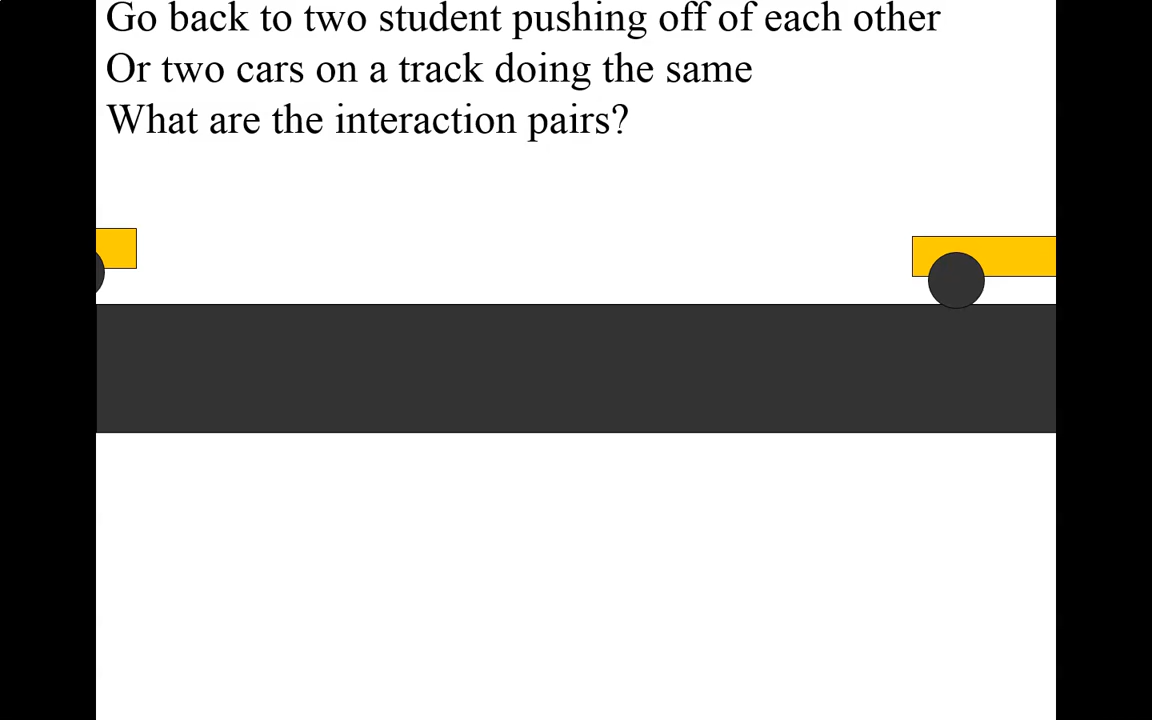 Go back to two student pushing off of each other
Or two cars on a track doing the same
What are the interaction pairs?